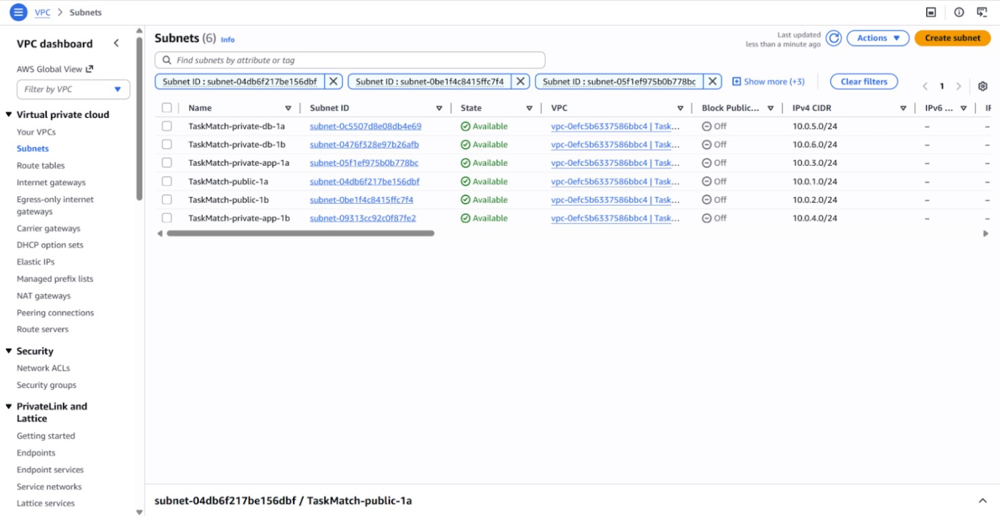 VPC > Subnets
VPC dashboard
AWS Global View
Filter by VPC
Virtual private cloud
Your VPCs
Subnets
Route tables
Internet gateways
Egress-only internet
gateways
Carrier gateways
DHCP option sets
Elastic IPs
Managed prefix lists
NAT gateways
Peering connections
Route servers
Security
Network ACLs
Security groups
PrivateLink and
Lattice
Getting started
Endpoints
Endpoint services
Service networks
Lattice services
Subnets (6) Info
Last updated
less than a minute ago
Actions
Create subnet
Find subnets by attribute or tag
Subnet ID : subnet-04db6f217be156dbf Subnet ID : subnet-0be1f4c8415ffc7f4 Subnet ID : subnet-05f1ef975b0b778bc Show more (+3) Clear filters 1
Name Subnet ID State VPC Block Public... IPv4 CIDR IPv6 ... IF
TaskMatch-private-db-1a subnet-0c5507d8e08db4e69 Available vpc-0efc5b6337586bbc4 | Task... Off 10.0.5.0/24 – –
TaskMatch-private-db-1b subnet-0476f328e97b26afb Available vpc-0efc5b6337586bbc4 | Task... Off 10.0.6.0/24 – –
TaskMatch-private-app-1a subnet-05f1ef975b0b778bc Available vpc-0efc5b6337586bbc4 | Task... Off 10.0.3.0/24 – –
TaskMatch-public-1a subnet-04db6f217be156dbf Available vpc-0efc5b6337586bbc4 | Task... Off 10.0.1.0/24 – –
TaskMatch-public-1b subnet-0be1f4c8415ffc7f4 Available vpc-0efc5b6337586bbc4 | Task... Off 10.0.2.0/24 – –
TaskMatch-private-app-1b subnet-09313cc92c0f87fe2 Available vpc-0efc5b6337586bbc4 | Task... Off 10.0.4.0/24 – –
subnet-04db6f217be156dbf / TaskMatch-public-1a